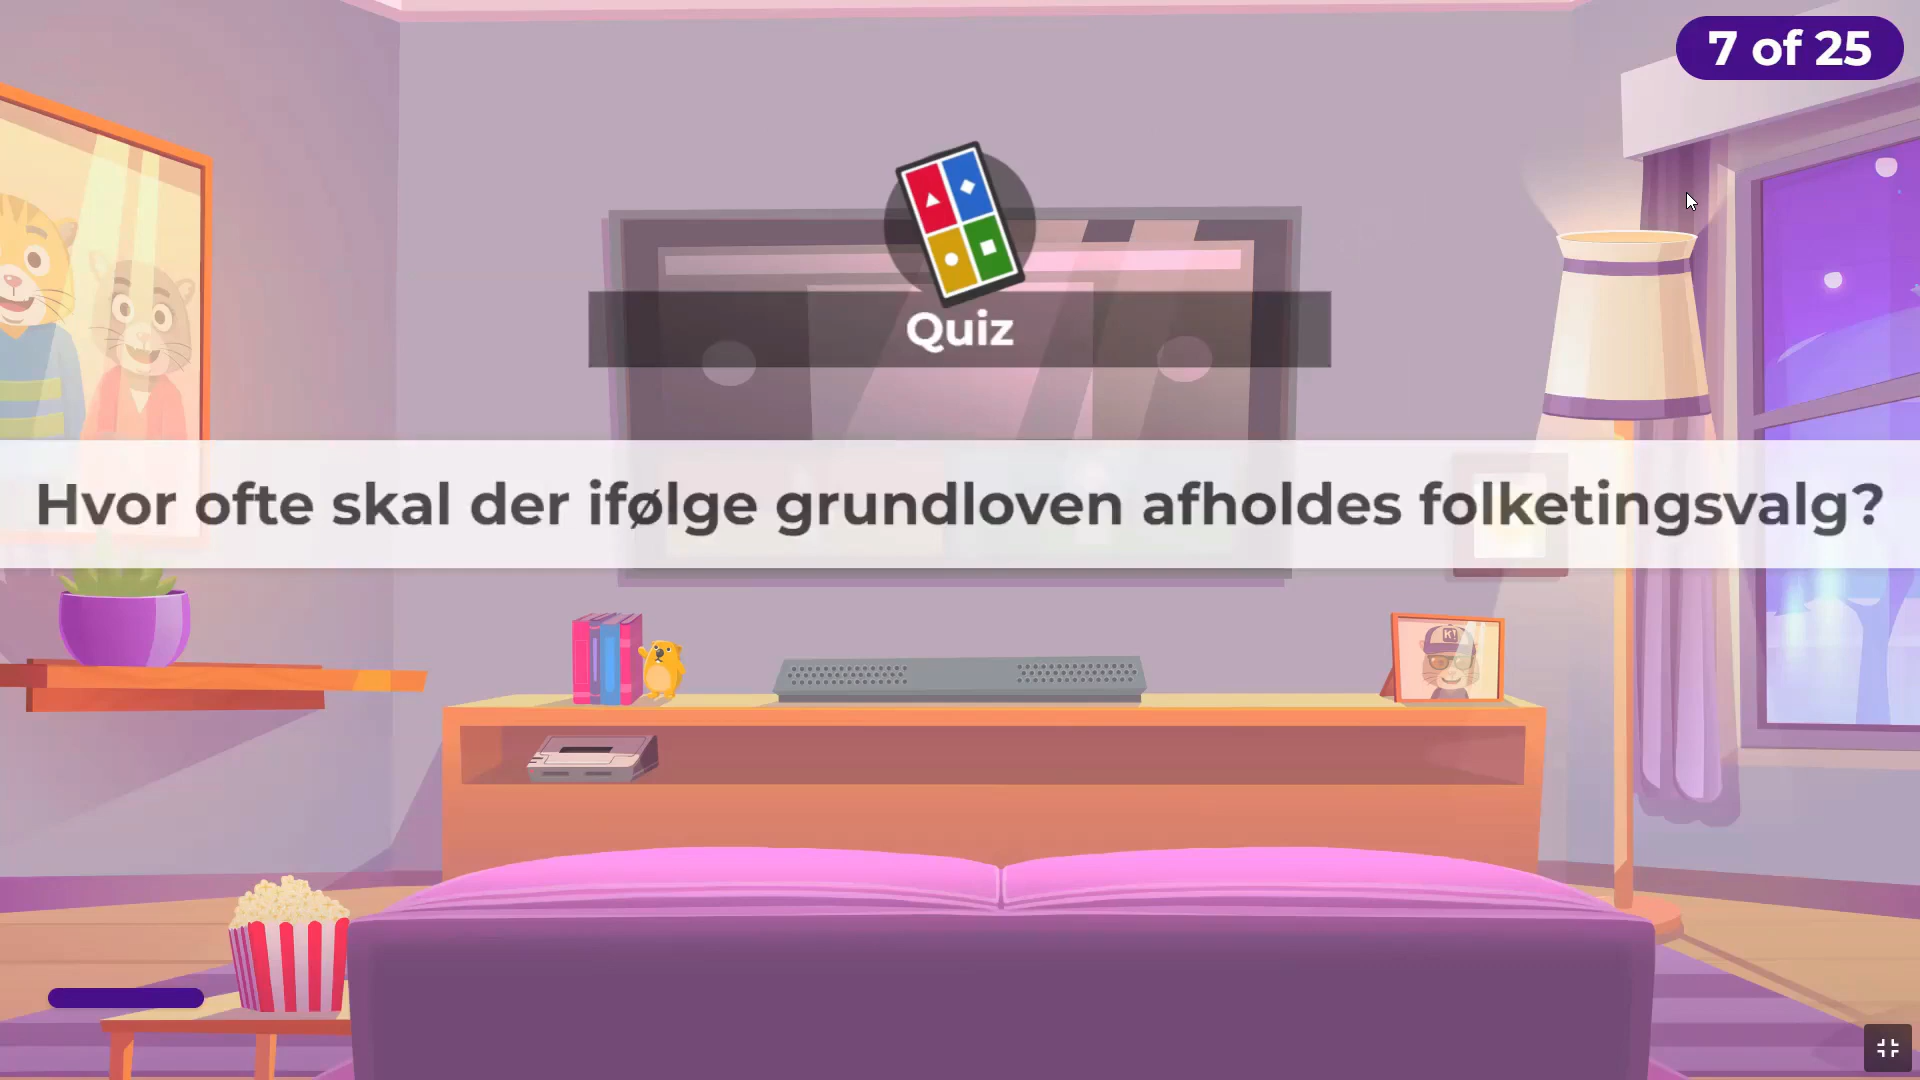 7 of 25
Quiz
Hvor ofte skal der ifølge grundloven afholdes folketingsvalg?
K!